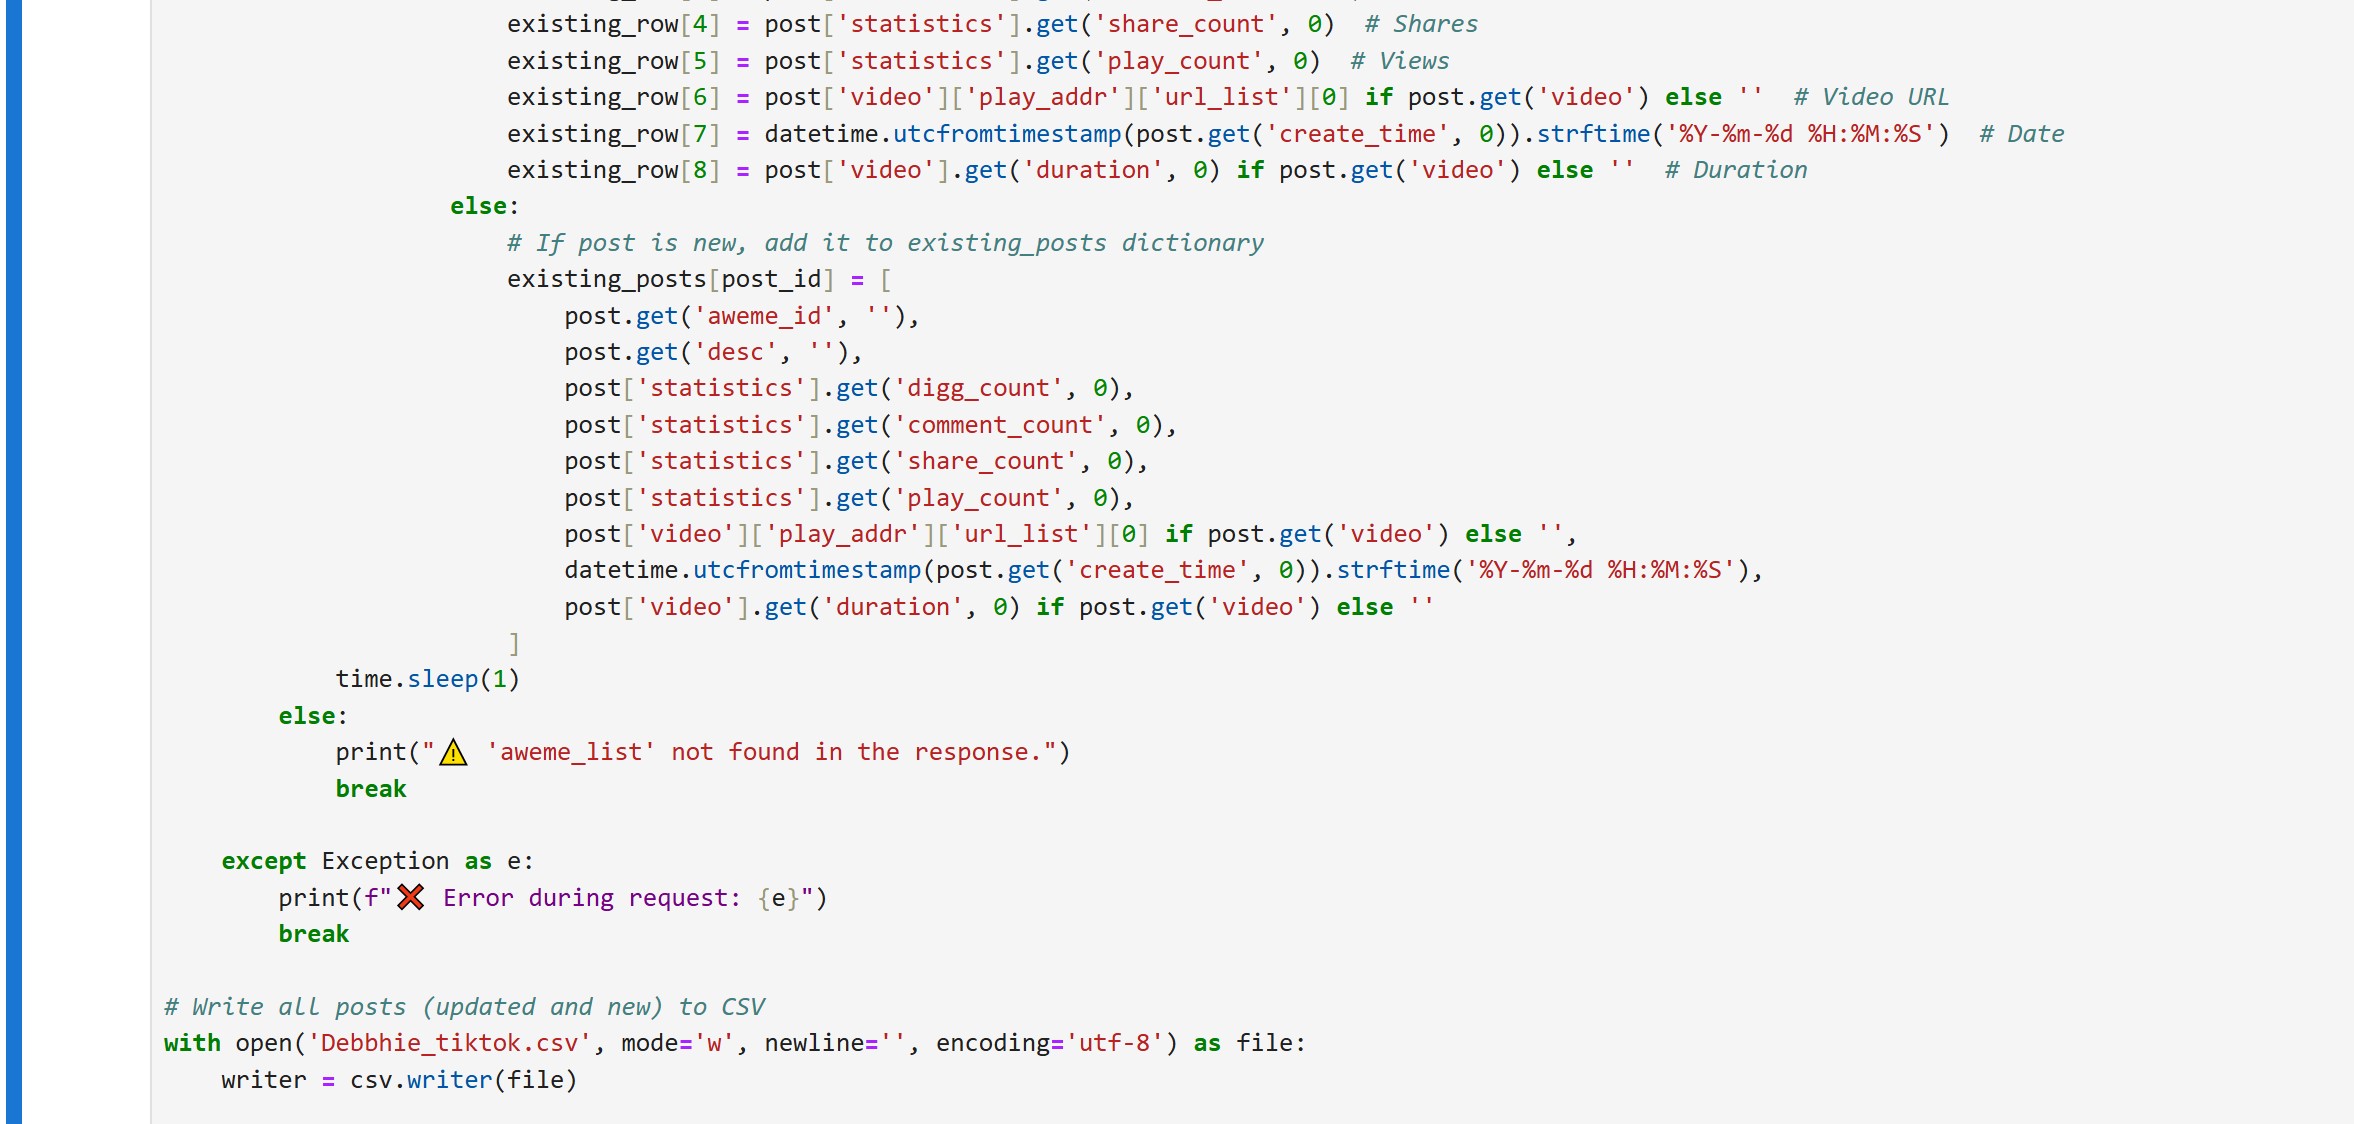 existing_row[4] = post['statistics'].get('share_count', 0)  # Shares
existing_row[5] = post['statistics'].get('play_count', 0)  # Views
existing_row[6] = post['video']['play_addr']['url_list'][0] if post.get('video') else ''  # Video URL
existing_row[7] = datetime.utcfromtimestamp(post.get('create_time', 0)).strftime('%Y-%m-%d %H:%M:%S')  # Date
existing_row[8] = post['video'].get('duration', 0) if post.get('video') else ''  # Duration
else:
# If post is new, add it to existing_posts dictionary
existing_posts[post_id] = [
post.get('aweme_id', ''),
post.get('desc', ''),
post['statistics'].get('digg_count', 0),
post['statistics'].get('comment_count', 0),
post['statistics'].get('share_count', 0),
post['statistics'].get('play_count', 0),
post['video']['play_addr']['url_list'][0] if post.get('video') else '',
datetime.utcfromtimestamp(post.get('create_time', 0)).strftime('%Y-%m-%d %H:%M:%S'),
post['video'].get('duration', 0) if post.get('video') else ''
]
time.sleep(1)
else:
print("⚠️ 'aweme_list' not found in the response.")
break
except Exception as e:
print(f"❌ Error during request: {e}")
break
# Write all posts (updated and new) to CSV
with open('Debbhie_tiktok.csv', mode='w', newline='', encoding='utf-8') as file:
writer = csv.writer(file)